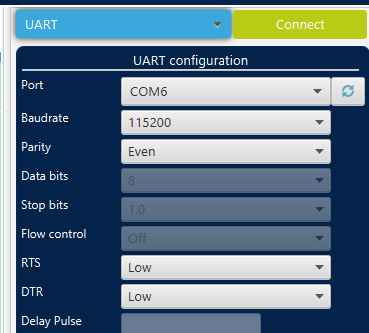 UART
Connect
UART configuration
Port COM6
Baudrate 115200
Parity Even
Data bits 8
Stop bits 1.0
Flow control Off
RTS Low
DTR Low
Delay Pulse